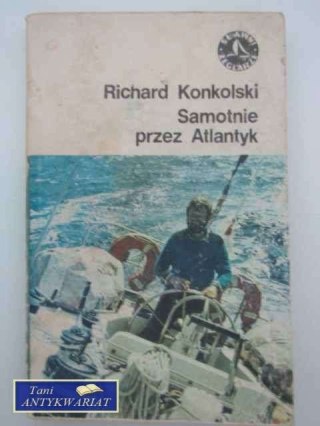 Richard Konkolski
Samotnie
przez Atlantyk
Tani
ANTYKWARIAT